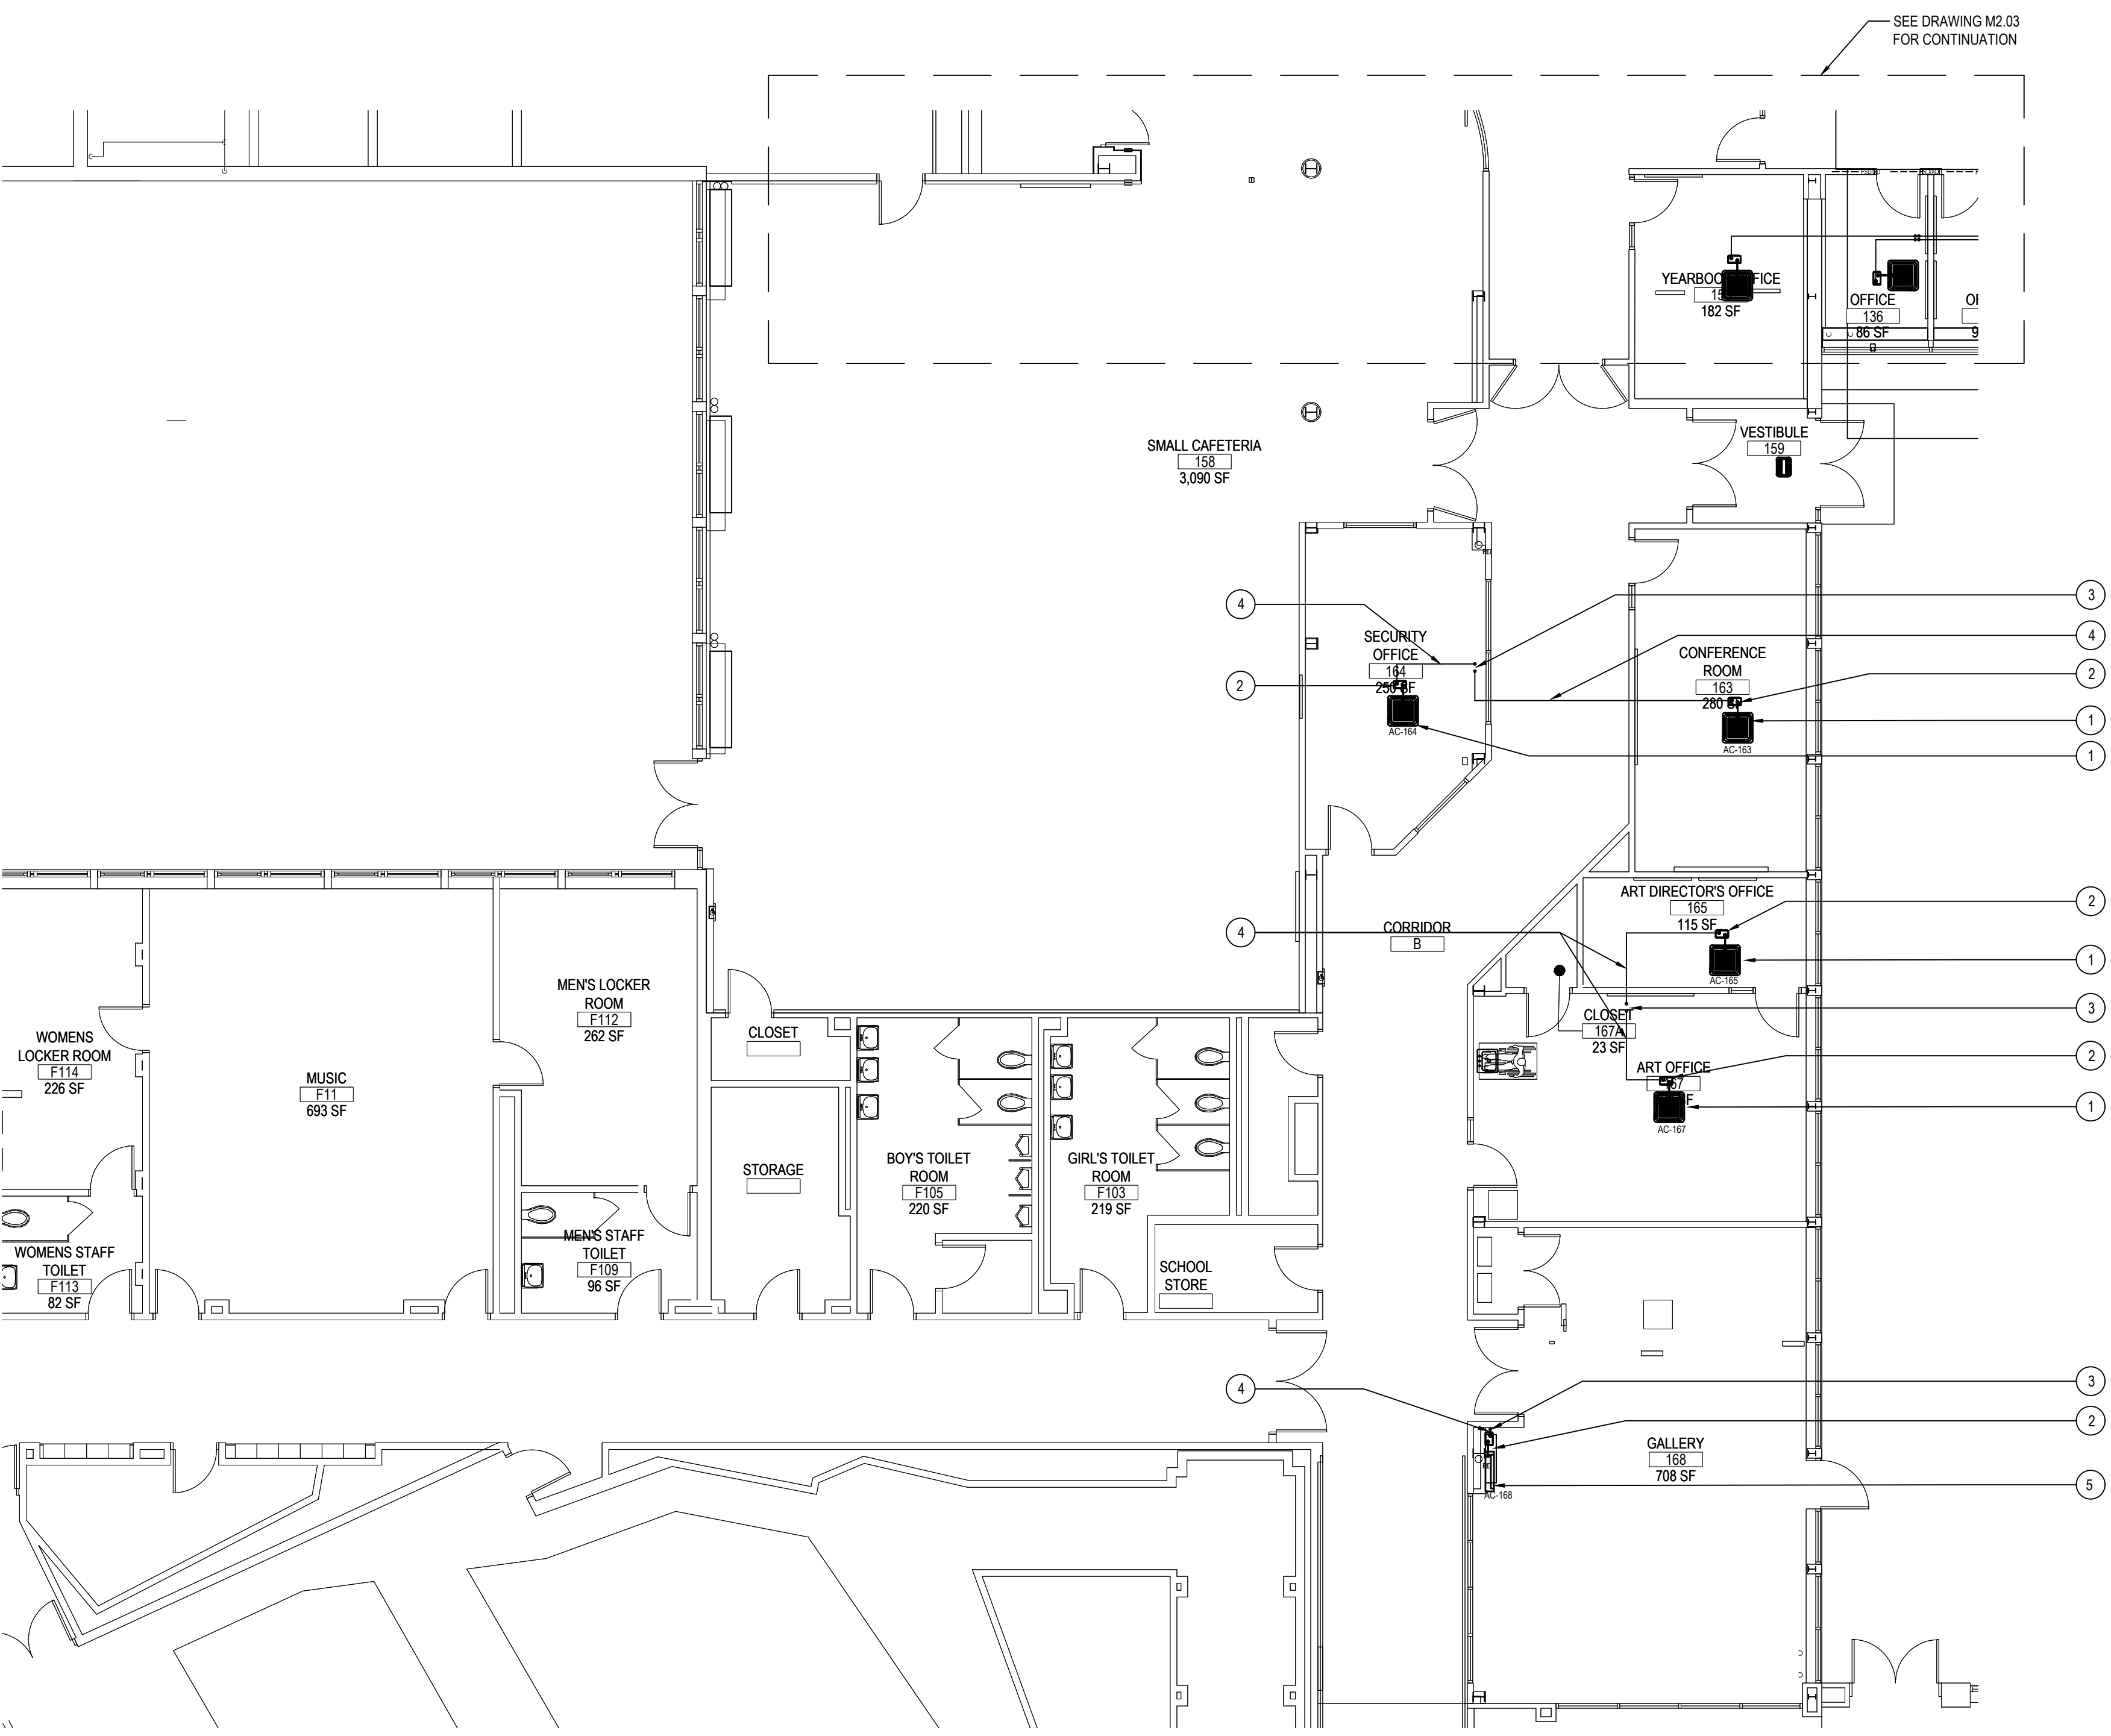 SEE DRAWING M2.03
FOR CONTINUATION
182 SF
OFFICE
136
86 SF
VESTIBULE
159
SMALL CAFETERIA
158
3,090 SF
4
3
SECURITY
OFFICE
164
2
AC-164
4
CONFERENCE
ROOM
163
280
2
1
AC-163
1
ART DIRECTOR'S OFFICE
165
115 SF
2
4
CORRIDOR
B
1
AC-165
MEN'S LOCKER
ROOM
F112
262 SF
CLOSET
CLOSET
167A
23 SF
3
WOMENS
LOCKER ROOM
F114
226 SF
MUSIC
F11
693 SF
ART OFFICE
2
1
AC-167
STORAGE
BOY'S TOILET
ROOM
F105
220 SF
GIRL'S TOILET
ROOM
F103
219 SF
WOMENS STAFF
TOILET
F113
82 SF
MEN'S STAFF
TOILET
F109
96 SF
SCHOOL
STORE
4
3
2
GALLERY
168
708 SF
5
AC-168